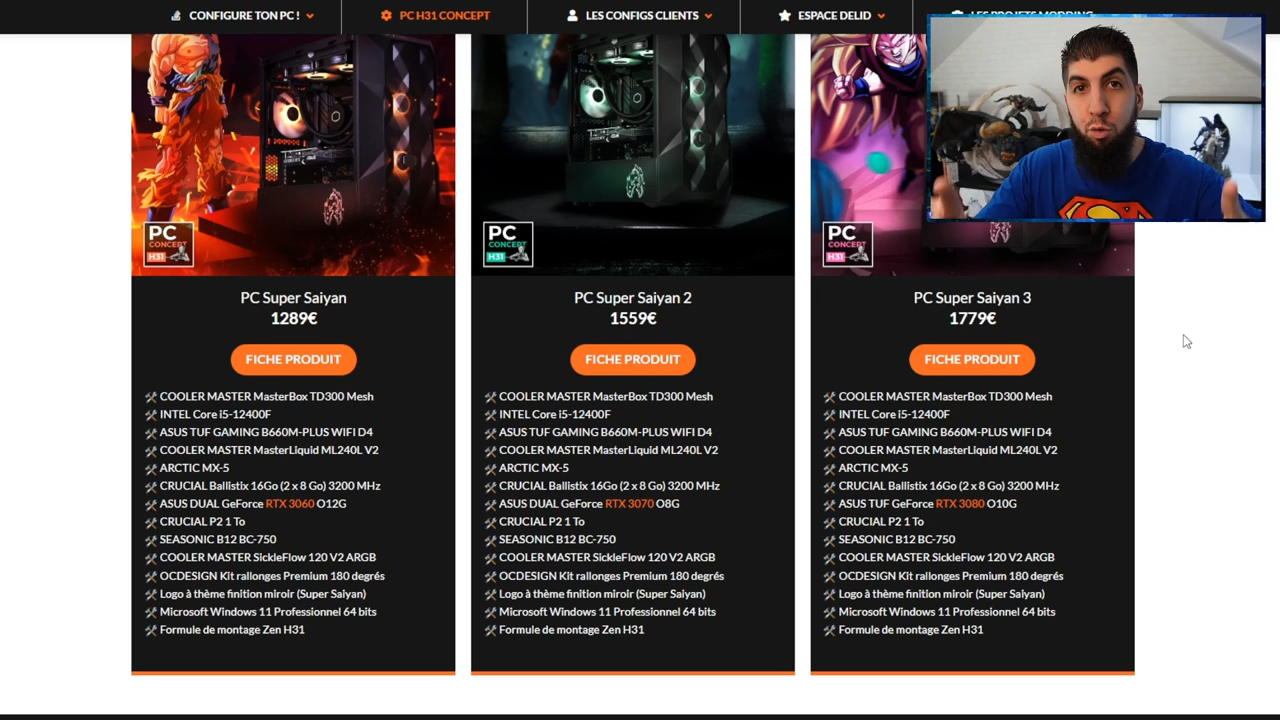 CONFIGURE TON PC !
PC H31 CONCEPT
LES CONFIGS CLIENTS
ESPACE DELID
LES PROJETS MODDING
PC
CONCEPT
H31
PC Super Saiyan
1289€
FICHE PRODUIT
COOLER MASTER MasterBox TD300 Mesh
INTEL Core i5-12400F
ASUS TUF GAMING B660M-PLUS WIFI D4
COOLER MASTER MasterLiquid ML240L V2
ARCTIC MX-5
CRUCIAL Ballistix 16Go (2 x 8 Go) 3200 MHz
ASUS DUAL GeForce RTX 3060 O12G
CRUCIAL P2 1 To
SEASONIC B12 BC-750
COOLER MASTER SickleFlow 120 V2 ARGB
OCDESIGN Kit rallonges Premium 180 degrés
Logo à thème finition miroir (Super Saiyan)
Microsoft Windows 11 Professionnel 64 bits
Formule de montage Zen H31
PC
CONCEPT
H31
PC Super Saiyan 2
1559€
FICHE PRODUIT
COOLER MASTER MasterBox TD300 Mesh
INTEL Core i5-12400F
ASUS TUF GAMING B660M-PLUS WIFI D4
COOLER MASTER MasterLiquid ML240L V2
ARCTIC MX-5
CRUCIAL Ballistix 16Go (2 x 8 Go) 3200 MHz
ASUS DUAL GeForce RTX 3070 O8G
CRUCIAL P2 1 To
SEASONIC B12 BC-750
COOLER MASTER SickleFlow 120 V2 ARGB
OCDESIGN Kit rallonges Premium 180 degrés
Logo à thème finition miroir (Super Saiyan)
Microsoft Windows 11 Professionnel 64 bits
Formule de montage Zen H31
PC
CONCEPT
H31
PC Super Saiyan 3
1779€
FICHE PRODUIT
COOLER MASTER MasterBox TD300 Mesh
INTEL Core i5-12400F
ASUS TUF GAMING B660M-PLUS WIFI D4
COOLER MASTER MasterLiquid ML240L V2
ARCTIC MX-5
CRUCIAL Ballistix 16Go (2 x 8 Go) 3200 MHz
ASUS TUF GeForce RTX 3080 O10G
CRUCIAL P2 1 To
SEASONIC B12 BC-750
COOLER MASTER SickleFlow 120 V2 ARGB
OCDESIGN Kit rallonges Premium 180 degrés
Logo à thème finition miroir (Super Saiyan)
Microsoft Windows 11 Professionnel 64 bits
Formule de montage Zen H31